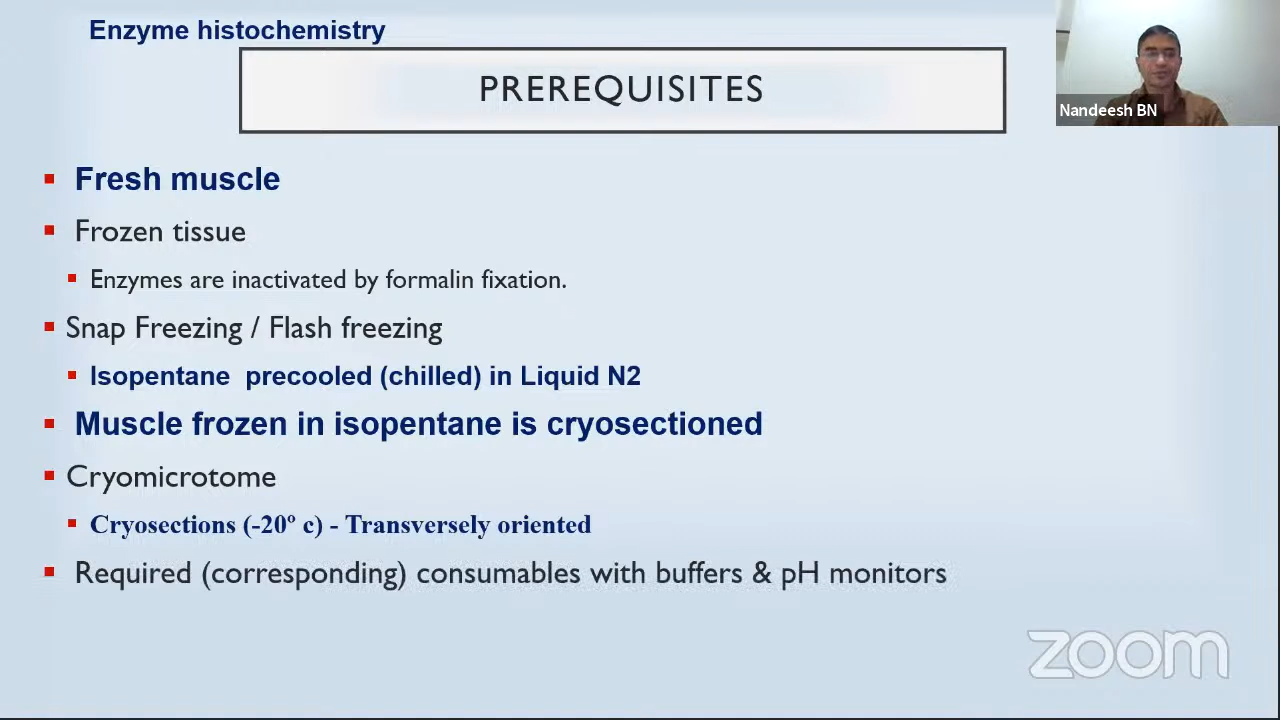 Enzyme histochemistry
PREREQUISITES
Nandeesh BN
Fresh muscle
Frozen tissue
Enzymes are inactivated by formalin fixation.
Snap Freezing / Flash freezing
Isopentane precooled (chilled) in Liquid N2
Muscle frozen in isopentane is cryosectioned
Cryomicrotome
Cryosections (-20º c) - Transversely oriented
Required (corresponding) consumables with buffers & pH monitors
zoom